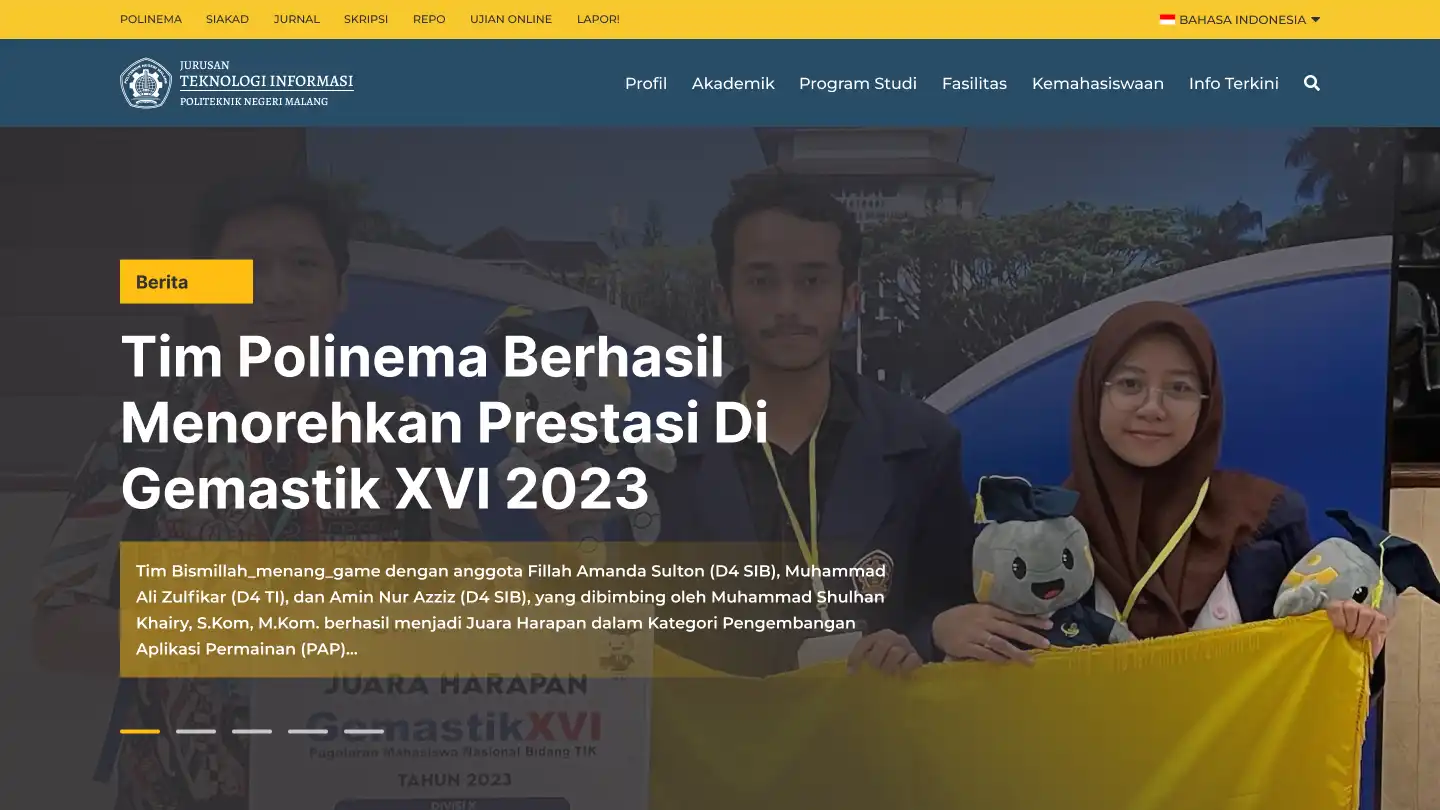 POLINEMA SIAKAD JURNAL SKRIPSI REPO UJIAN ONLINE LAPOR! BAHASA INDONESIA
JURUSAN
TEKNOLOGI INFORMASI
POLITEKNIK NEGERI MALANG
Profil Akademik Program Studi Fasilitas Kemahasiswaan Info Terkini
Berita
Tim Polinema Berhasil
Menorehkan Prestasi Di
Gemastik XVI 2023
Tim Bismillah_menang_game dengan anggota Fillah Amanda Sulton (D4 SIB), Muhammad
Ali Zulfikar (D4 TI), dan Amin Nur Azziz (D4 SIB), yang dibimbing oleh Muhammad Shulhan
Khairy, S.Kom, M.Kom. berhasil menjadi Juara Harapan dalam Kategori Pengembangan
Aplikasi Permainan (PAP)...
JUARA HARAPAN
GemastikXVI
Pagelaran Mahasiswa Nasional Bidang TIK
TAHUN 2023